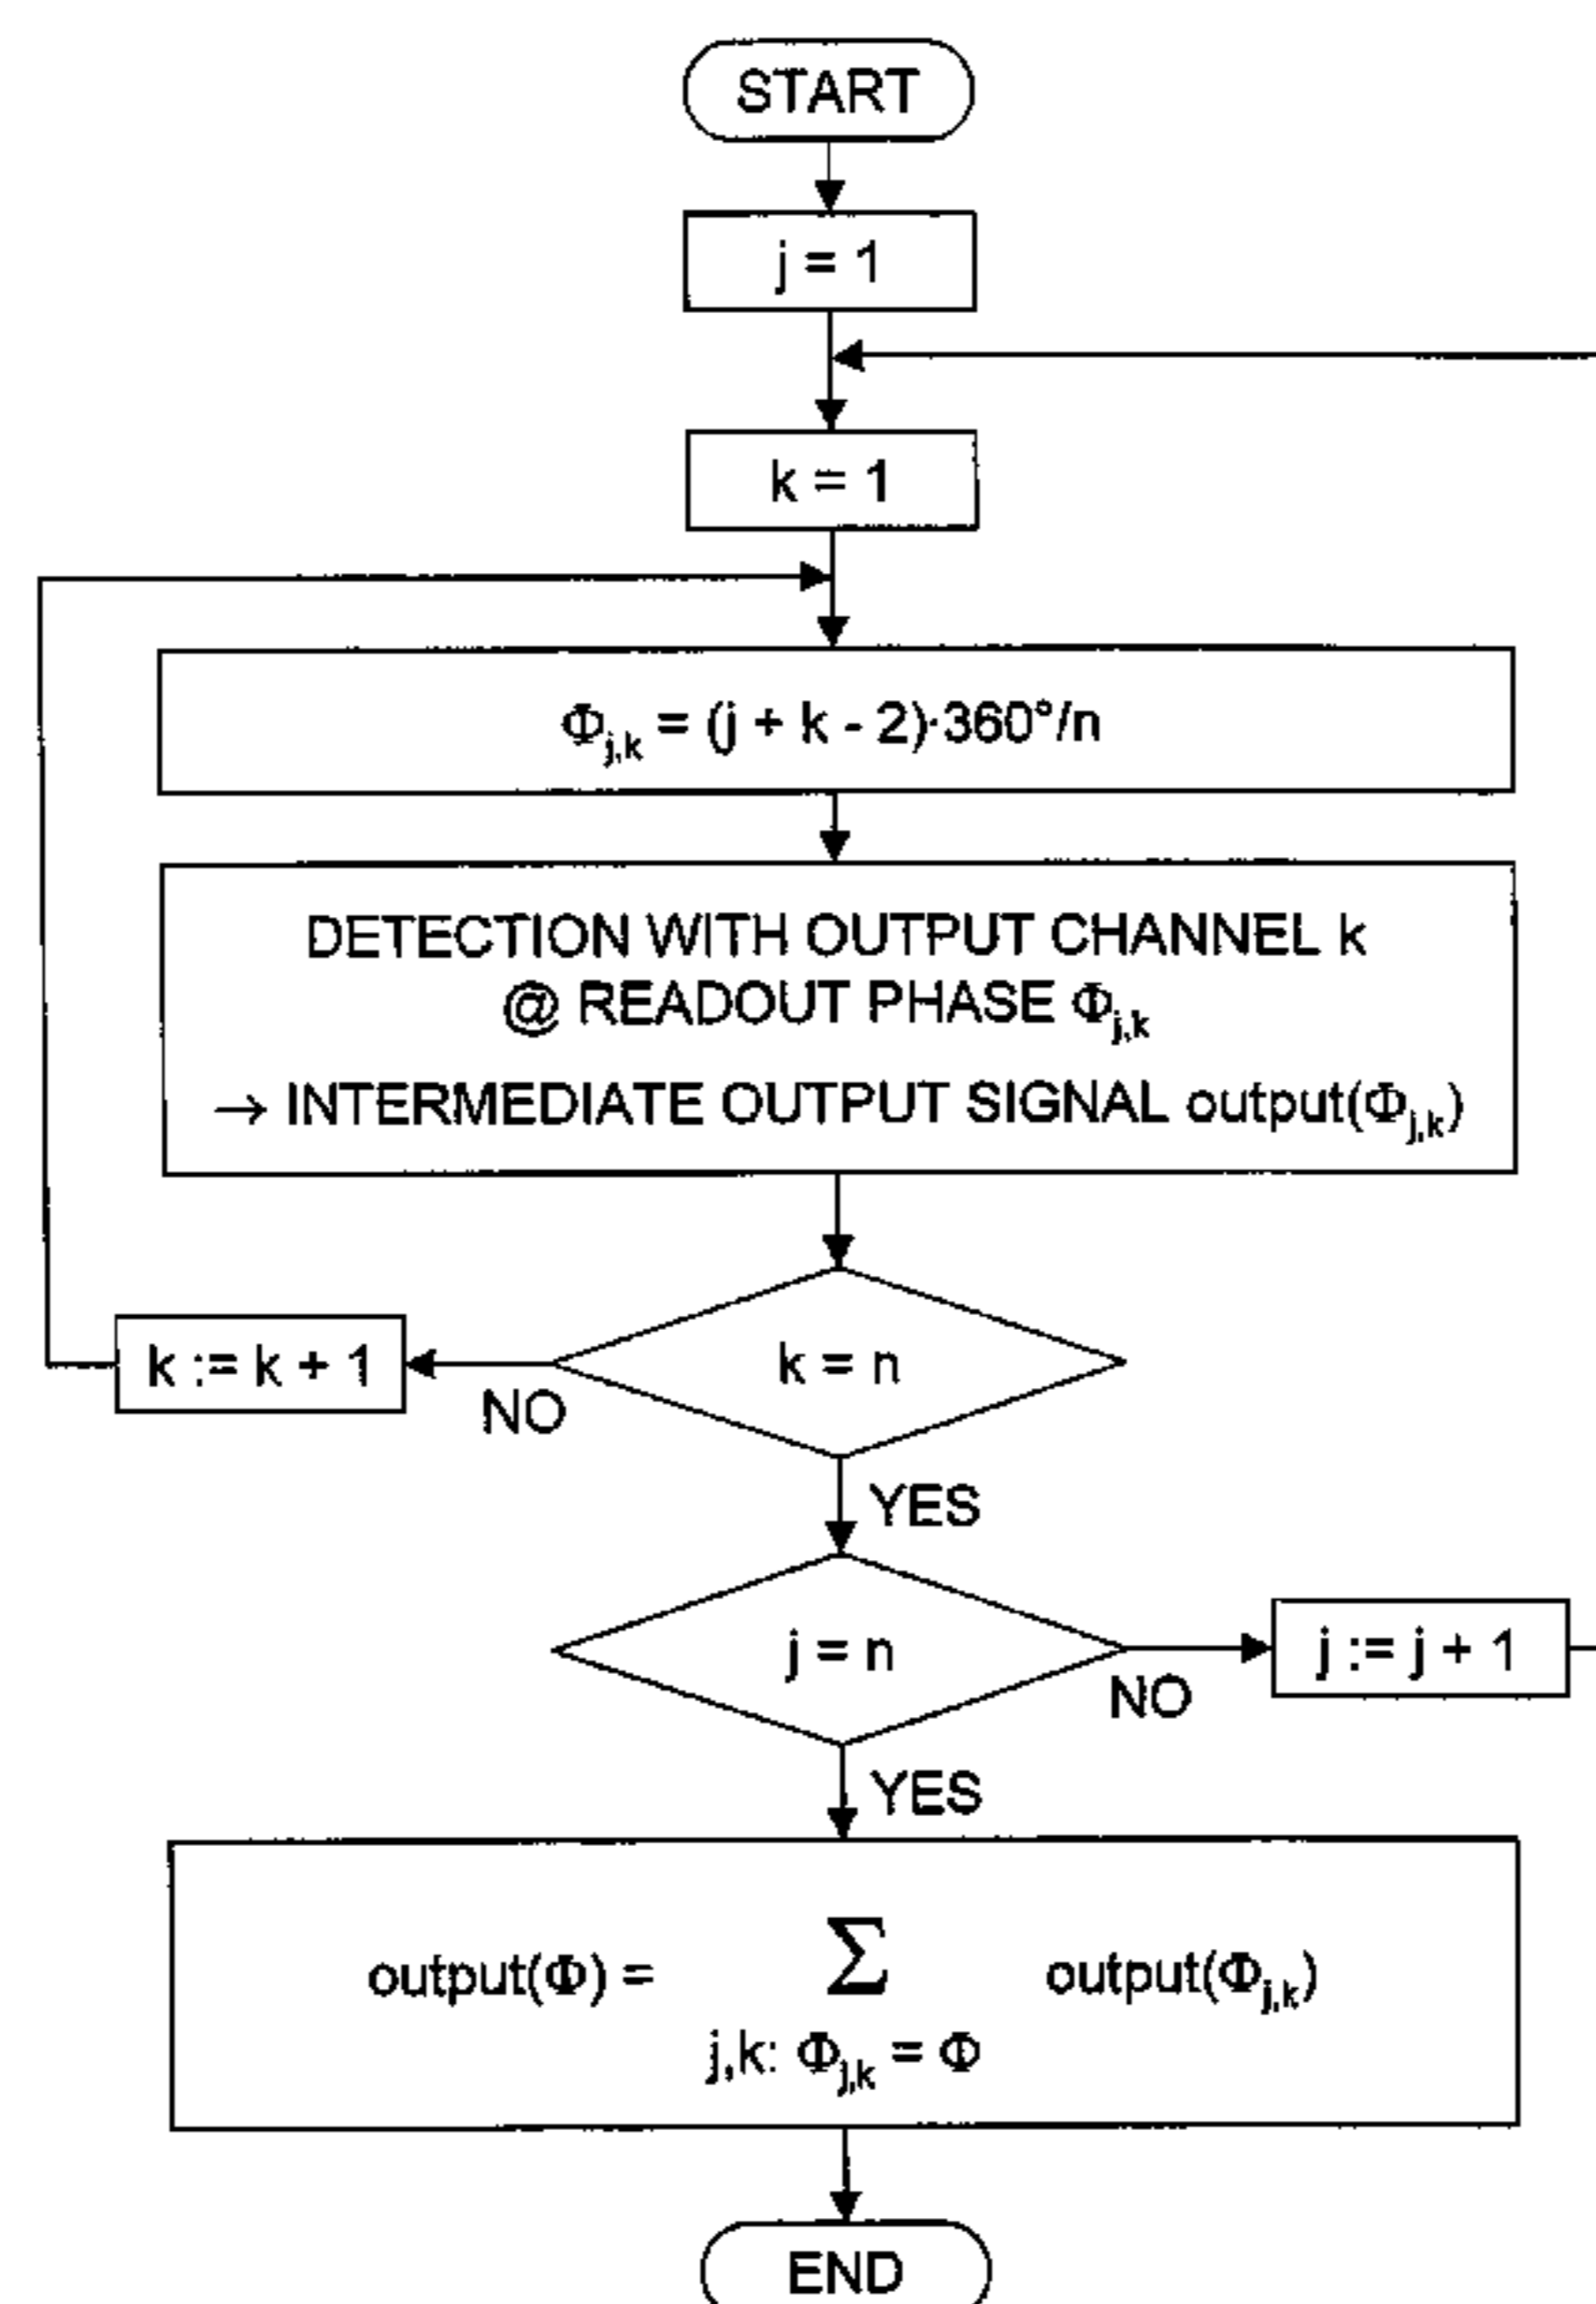 START
j = 1
k = 1
Φj,k = (j + k - 2)·360°/n
DETECTION WITH OUTPUT CHANNEL k
@ READOUT PHASE Φj,k
→ INTERMEDIATE OUTPUT SIGNAL output(Φj,k)
k = n
k := k + 1
NO
YES
j = n
j := j + 1
NO
YES
output(Φ) = Σ output(Φj,k)
j,k: Φj,k = Φ
END